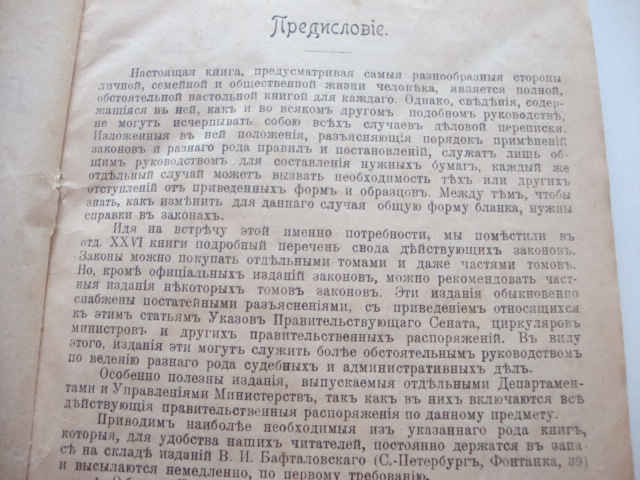 Предисловіе.
Настоящая книга, предусматривая самыя разнообразныя стороны
личной, семейной и общественной жизни человѣка, является полной,
обстоятельной настольной книгой для каждаго. Однако, свѣдѣнія, содер-
жащіяся въ ней, какъ и во всякомъ другомъ подобномъ руководствѣ,
не могутъ исчерпывать собою всѣхъ случаевъ дѣловой переписки.
Изложенныя въ ней положенія, разъясняющія порядокъ примѣненій
законовъ и разнаго рода правилъ и постановленій, служатъ лишь об-
щимъ руководствомъ для составленія нужныхъ бумагъ, каждый же
отдѣльный случай можетъ вызвать необходимость тѣхъ или другихъ
отступленій отъ приведенныхъ формъ и образцовъ. Между тѣмъ, чтобы
знать, какъ измѣнить для даннаго случая общую форму бланка, нужны
справки въ законахъ.
Идя на встрѣчу этой именно потребности, мы помѣстили въ
отд. XXVI книги подробный перечень свода дѣйствующихъ законовъ.
Законы можно покупать отдѣльными томами и даже частями томовъ.
Но, кромѣ офиціальныхъ изданій законовъ, можно рекомендовать част-
ныя изданія нѣкоторыхъ томовъ законовъ. Эти изданія обыкновенно
снабжены постатейными разъясненіями, съ приведеніемъ относящихся
къ этимъ статьямъ Указовъ Правительствующаго Сената, циркуляровъ
министровъ и другихъ правительственныхъ распоряженій. Въ виду
этого, изданія эти могутъ служить болѣе обстоятельнымъ руководствомъ
по веденію разнаго рода судебныхъ и административныхъ дѣлъ.
Особенно полезны изданія, выпускаемыя отдѣльными Департамен-
тами и Управленіями Министерствъ, такъ какъ въ нихъ включаются всѣ
дѣйствующія правительственныя распоряженія по данному предмету.
Приводимъ наиболѣе необходимыя изъ указаннаго рода книгъ,
которыя, для удобства нашихъ читателей, постоянно держатся въ запа-
сѣ на складѣ изданій В. И. Бафталовскаго (С.-Петербургъ, Фонтанка, 39)
и высылаются немедленно, по первому требованію.